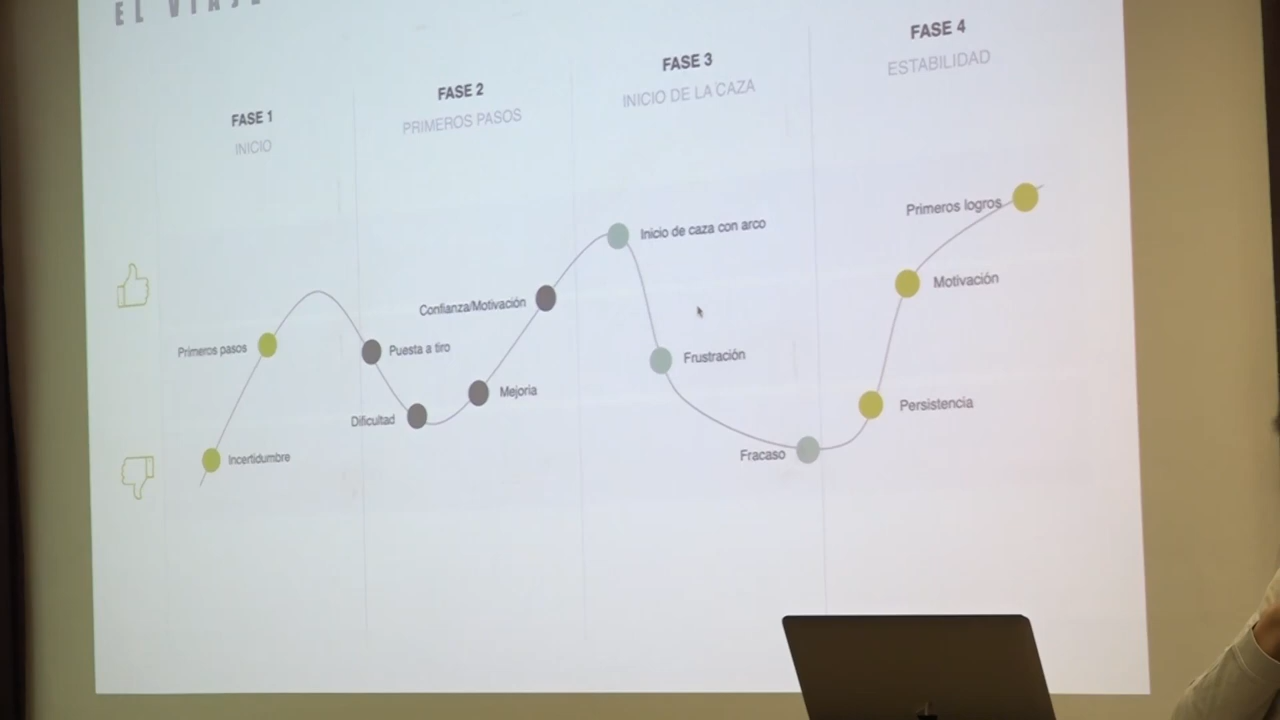 EL VIAJE
FASE 1
INICIO
FASE 2
PRIMEROS PASOS
FASE 3
INICIO DE LA CAZA
FASE 4
ESTABILIDAD
Primeros pasos
Incertidumbre
Puesta a tiro
Dificultad
Mejoria
Confianza/Motivación
Inicio de caza con arco
Frustración
Fracaso
Persistencia
Motivación
Primeros logros